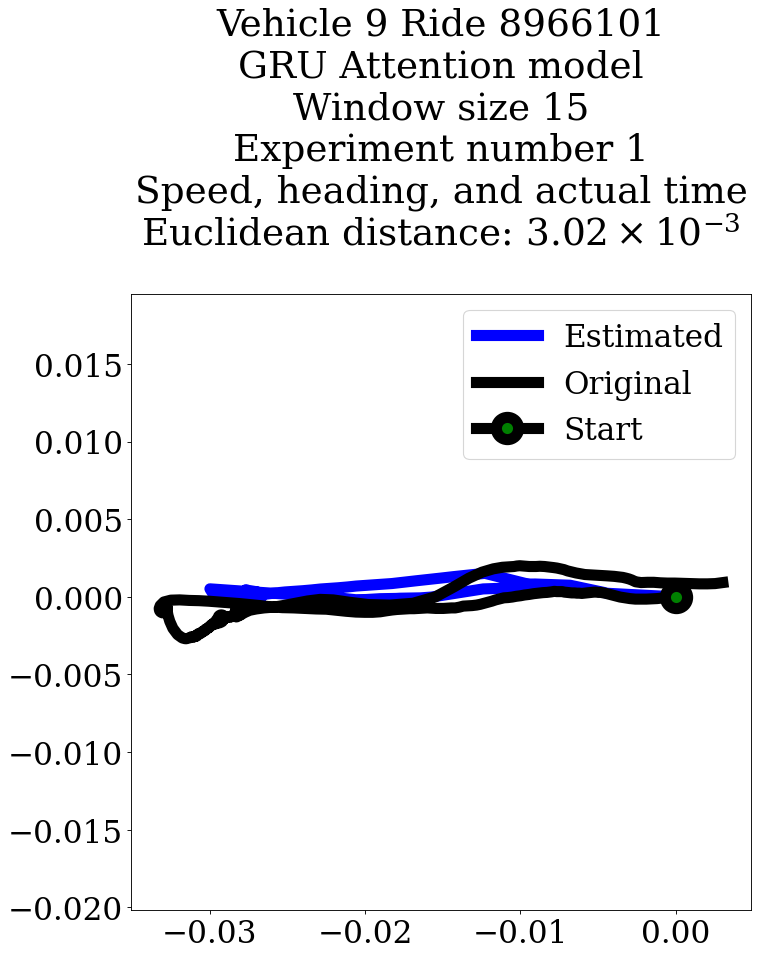 Vehicle 9 Ride 8966101
GRU Attention model
Window size 15
Experiment number 1
Speed, heading, and actual time
Euclidean distance: 3.02 × 10⁻³
Estimated
Original
Start
0.015
0.010
0.005
0.000
−0.005
−0.010
−0.015
−0.020
−0.03
−0.02
−0.01
0.00